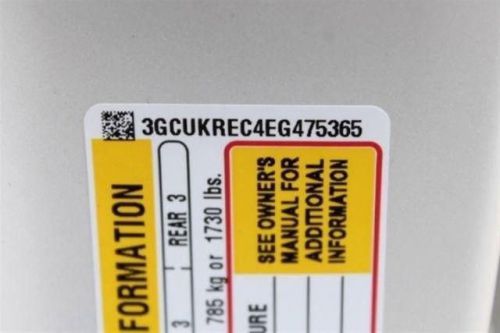 3GCUKREC4EG475365
FORMATION
REAR 3
3
785 kg or 1730 lbs.
SEE OWNER'S
MANUAL FOR
ADDITIONAL
INFORMATION
URE